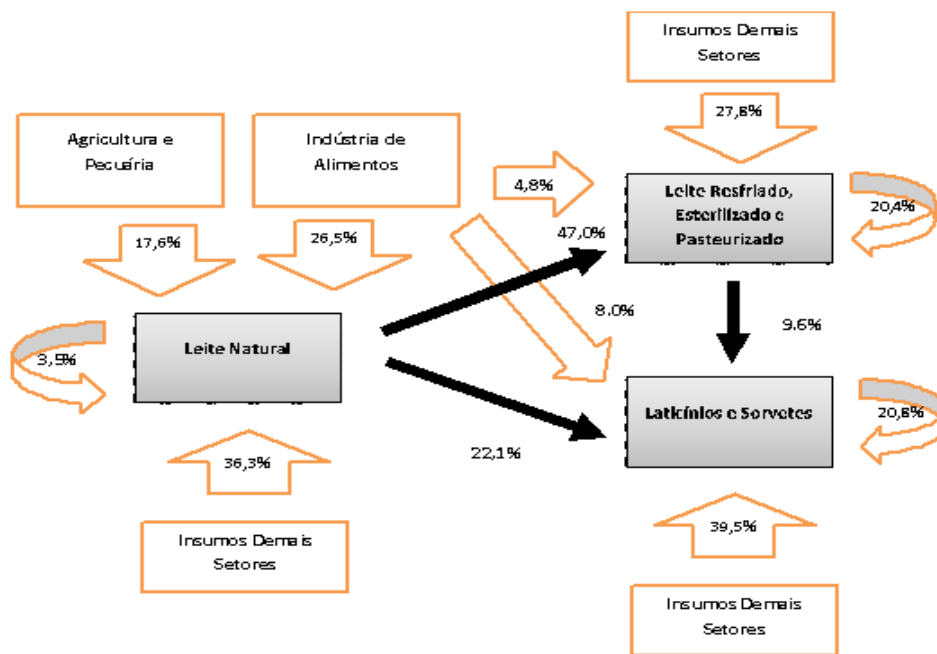 Insumos Demais
Setores
27,8%
Agricultura e
Pecuária
Indústria de
Alimentos
4,8%
Leite Resfriado,
Esterilizado e
Pasteurizado
20,4%
17,6%
26,5%
47,0%
8.0%
9.6%
Leite Natural
3,5%
Laticínios e Sorvetes
20,8%
22,1%
36,3%
39,5%
Insumos Demais
Setores
Insumos Demais
Setores